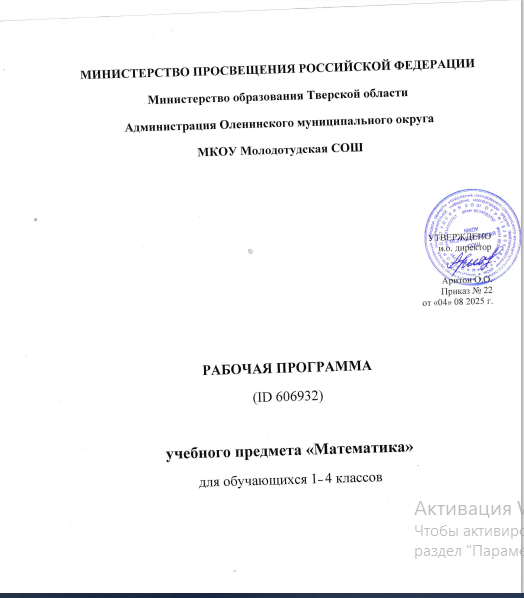 МИНИСТЕРСТВО ПРОСВЕЩЕНИЯ РОССИЙСКОЙ ФЕДЕРАЦИИ
Министерство образования Тверской области
Администрация Оленинского муниципального округа
МКОУ Молодотудская СОШ
УТВЕРЖДЕНО
и.о. директор
Аритон О.О.
Приказ № 22
от «04» 08 2025 г.
РАБОЧАЯ ПРОГРАММА
(ID 606932)
учебного предмета «Математика»
для обучающихся 1- 4 классов
Активация
Чтобы активиро
раздел "Параме